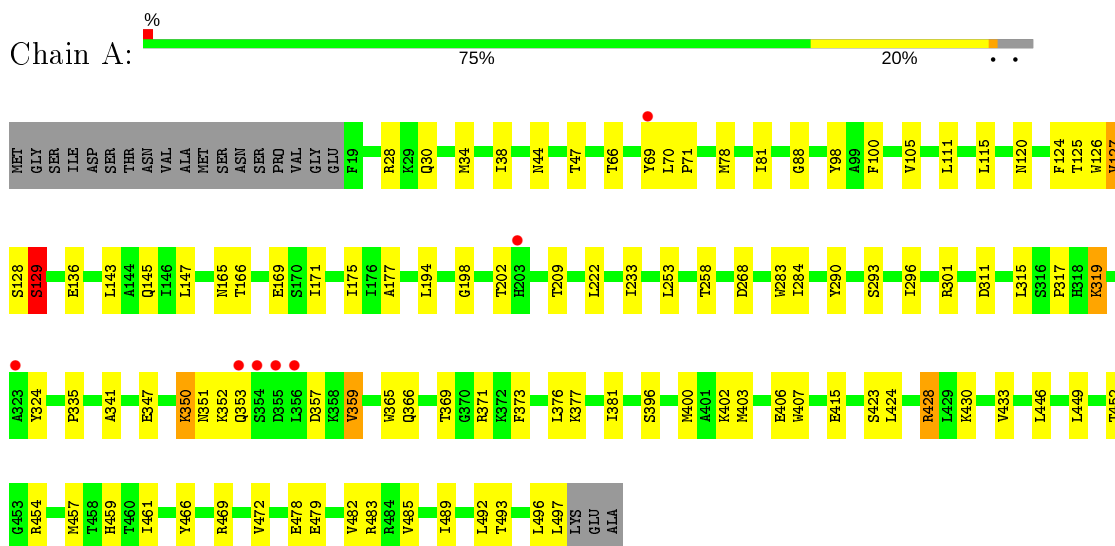 %
Chain A:
75% 20% • •
MET GLY SER ILE ASP SER THR ASN VAL ALA MET SER ASN SER PRO VAL GLY GLU F19 R28 K29 Q30 M34 I38 N44 T47 T66 Y69 L70 P71 M78 I81 G88 Y98 A99 F100 V105 L111 L115 N120 F124 T125 W126 V127
S128 S129 E136 L143 A144 Q145 I146 L147 N165 T166 E169 S170 I171 I175 I176 A177 L194 G198 T202 H203 T209 L222 I233 L253 T258 D268 W283 I284 Y290 S293 I296 R301 D311 L315 S316 P317 H318 K319
A323 Y324 P335 A341 E347 K350 N351 K352 Q353 S354 D355 L356 D357 K358 V359 W365 Q366 T369 G370 R371 K372 F373 L376 K377 I381 S396 M400 A401 K402 M403 E406 W407 E415 S423 L424 R428 L429 K430 V433 L446 L449 T452
G453 R454 M457 T458 H459 T460 I461 Y466 R469 V472 E478 E479 V482 R483 R484 V485 I489 L492 T493 L496 L497 LYS GLU ALA